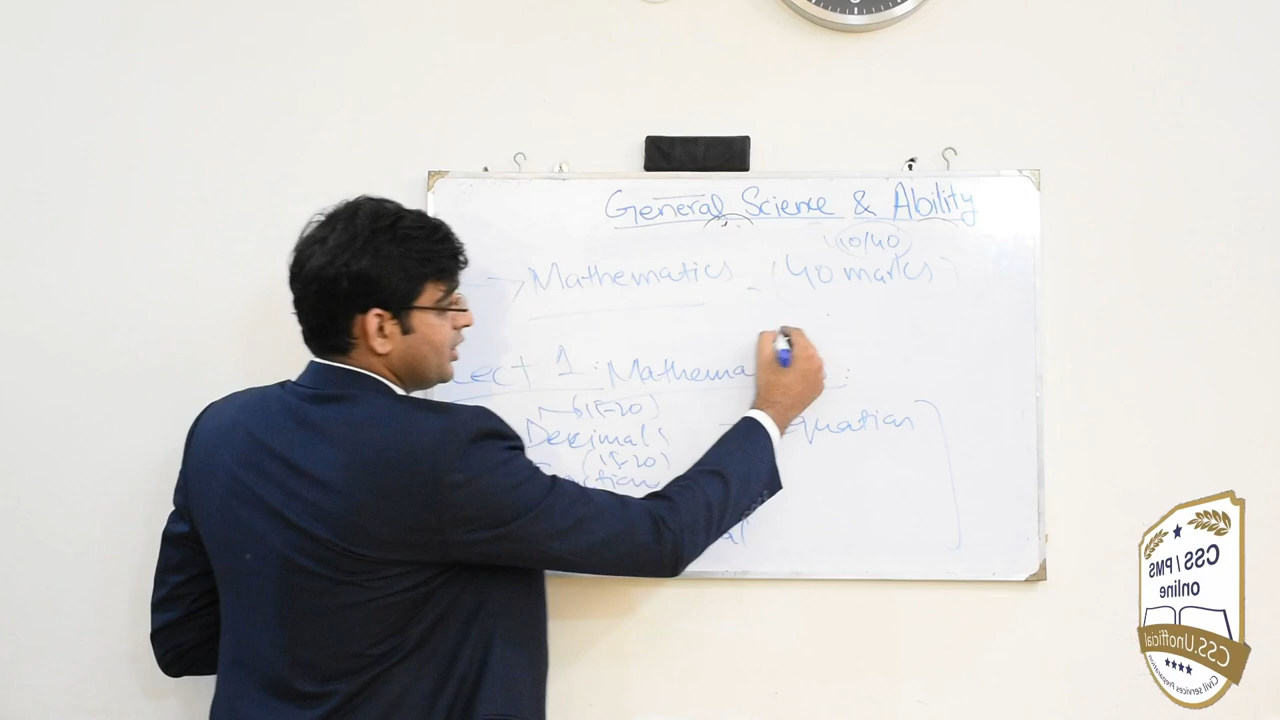 General Science & Ability
10/40
Mathematics (40 marks)
Lect 1: Mathema
(15-20)
Decimals
(15-20)
quation
CSS / PMS
online
CSS.Unofficial
Civil services Preparation